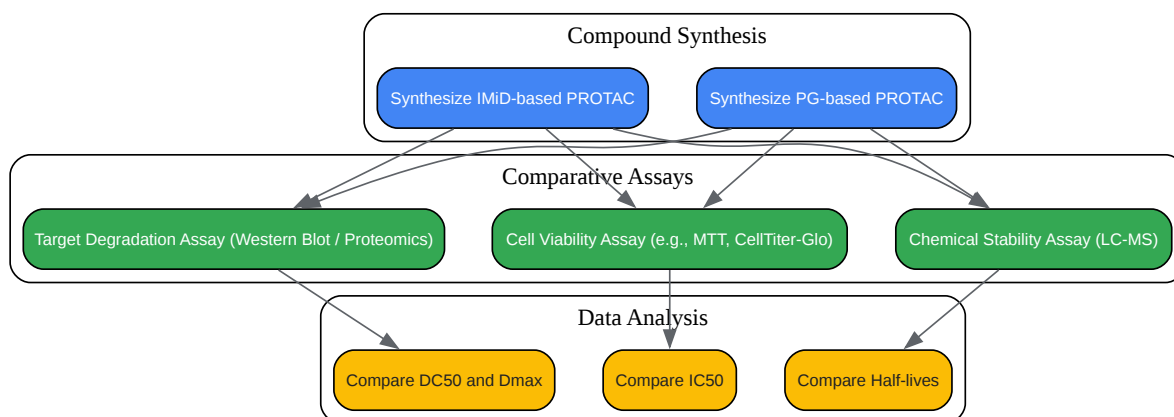 Compound Synthesis
Synthesize IMiD-based PROTAC
Synthesize PG-based PROTAC
Comparative Assays
Target Degradation Assay (Western Blot / Proteomics)
Cell Viability Assay (e.g., MTT, CellTiter-Glo)
Chemical Stability Assay (LC-MS)
Data Analysis
Compare DC50 and Dmax
Compare IC50
Compare Half-lives